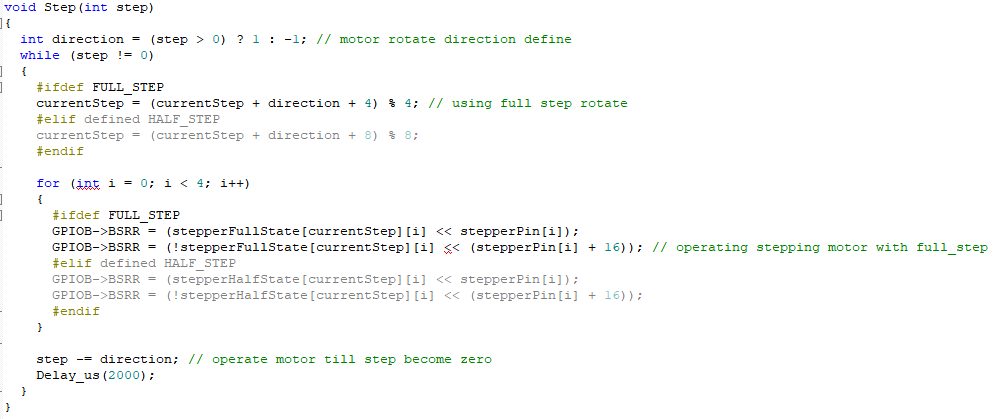 void Step(int step)
{
  int direction = (step > 0) ? 1 : -1; // motor rotate direction define
  while (step != 0)
  {
    #ifdef FULL_STEP
    currentStep = (currentStep + direction + 4) % 4; // using full step rotate
    #elif defined HALF_STEP
    currentStep = (currentStep + direction + 8) % 8;
    #endif

    for (int i = 0; i < 4; i++)
    {
      #ifdef FULL_STEP
      GPIOB->BSRR = (stepperFullState[currentStep][i] << stepperPin[i]);
      GPIOB->BSRR = (!stepperFullState[currentStep][i] << (stepperPin[i] + 16)); // operating stepping motor with full_step
      #elif defined HALF_STEP
      GPIOB->BSRR = (stepperHalfState[currentStep][i] << stepperPin[i]);
      GPIOB->BSRR = (!stepperHalfState[currentStep][i] << (stepperPin[i] + 16));
      #endif
    }

    step -= direction; // operate motor till step become zero
    Delay_us(2000);
  }
}